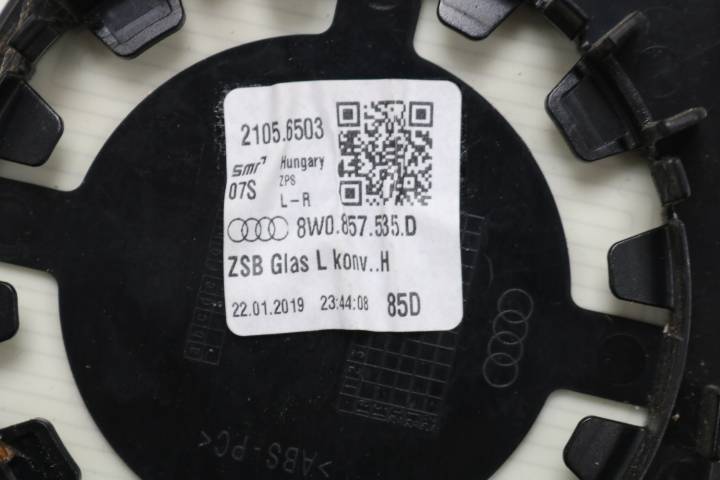 2105.6503
smr Hungary
07S ZPS
L-R
8W0.857.535.D
ZSB Glas L konv..H
22.01.2019 23:44:08 85D
>ABS-PC<